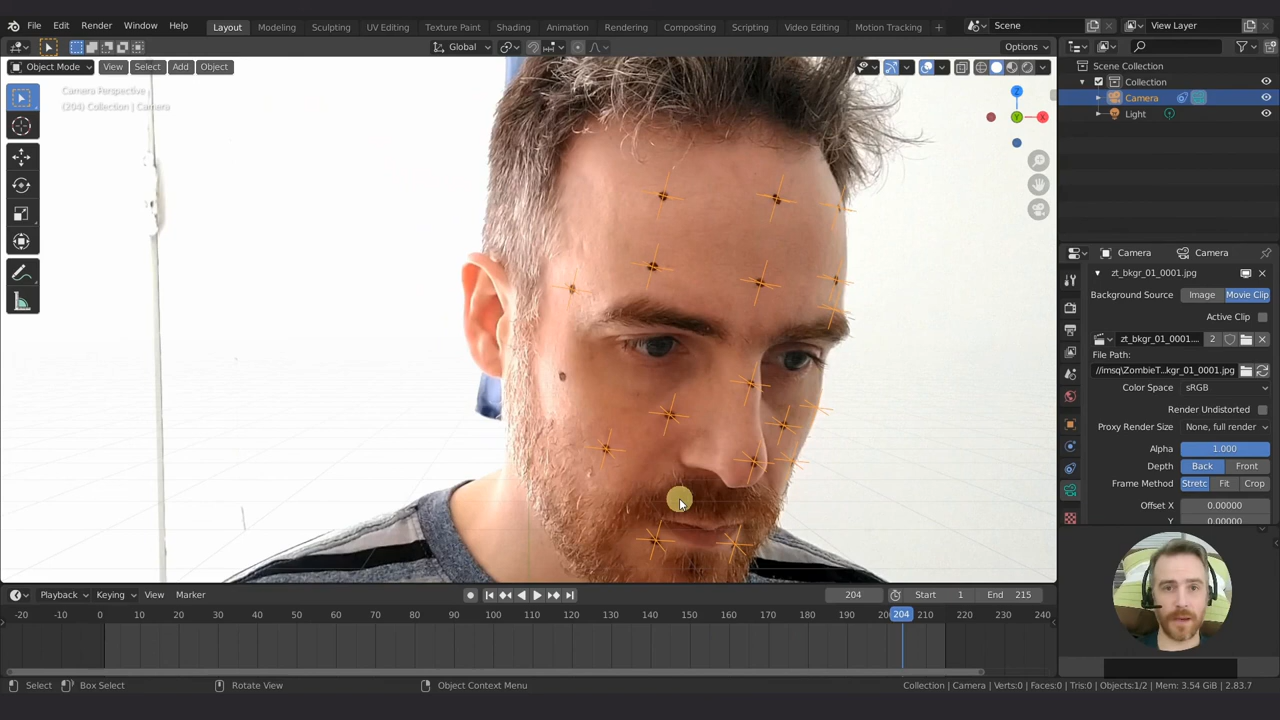 File Edit Render Window Help Layout Modeling Sculpting UV Editing Texture Paint Shading Animation Rendering Compositing Scripting Video Editing Motion Tracking + Scene View Layer
Global Options
Object Mode View Select Add Object
Camera Perspective
(204) Collection | Camera
Z
Y
X
Scene Collection
Collection
Camera
Light
Camera Camera
zt_bkgr_01_0001.jpg
Background Source Image Movie Clip
Active Clip
zt_bkgr_01_0001.... 2
File Path:
//imsq\ZombieT...kgr_01_0001.jpg
Color Space sRGB
Render Undistorted
Proxy Render Size None, full render
Alpha 1.000
Depth Back Front
Frame Method Stretc Fit Crop
Offset X 0.00000
Y 0.00000
Playback Keying View Marker 204 Start 1 End 215
-20 -10 0 10 20 30 40 50 60 70 80 90 100 110 120 130 140 150 160 170 180 190 204 210 220 230 240
Select Box Select Rotate View Object Context Menu Collection | Camera | Verts:0 | Faces:0 | Tris:0 | Objects:1/2 | Mem: 3.54 GiB | 2.83.7